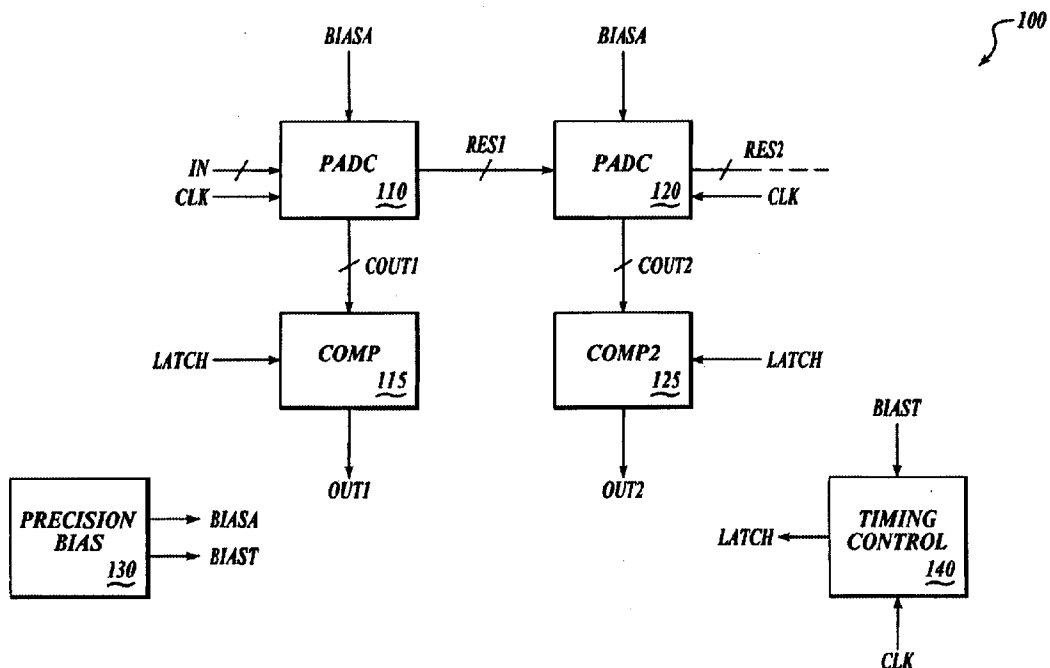 100
BIASA
BIASA
IN
CLK
PADC
110
RES1
PADC
120
RES2
CLK
COUT1
COUT2
LATCH
COMP
115
COMP2
125
LATCH
OUT1
OUT2
PRECISION
BIAS
130
BIASA
BIAST
BIAST
LATCH
TIMING
CONTROL
140
CLK